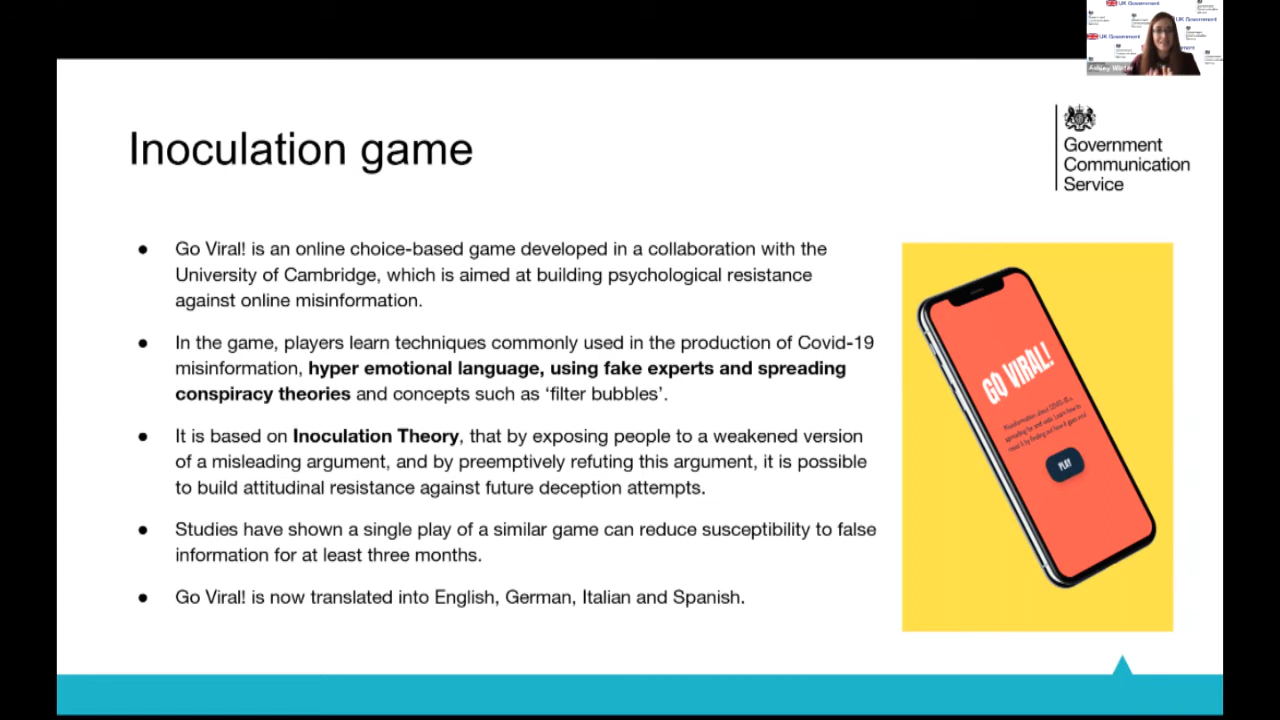 UK Government
UK Government
Inoculation game
Government
Communication
Service
● Go Viral! is an online choice-based game developed in a collaboration with the
University of Cambridge, which is aimed at building psychological resistance
against online misinformation.
● In the game, players learn techniques commonly used in the production of Covid-19
misinformation, hyper emotional language, using fake experts and spreading
conspiracy theories and concepts such as ‘filter bubbles’.
● It is based on Inoculation Theory, that by exposing people to a weakened version
of a misleading argument, and by preemptively refuting this argument, it is possible
to build attitudinal resistance against future deception attempts.
● Studies have shown a single play of a similar game can reduce susceptibility to false
information for at least three months.
● Go Viral! is now translated into English, German, Italian and Spanish.
GO VIRAL!
PLAY